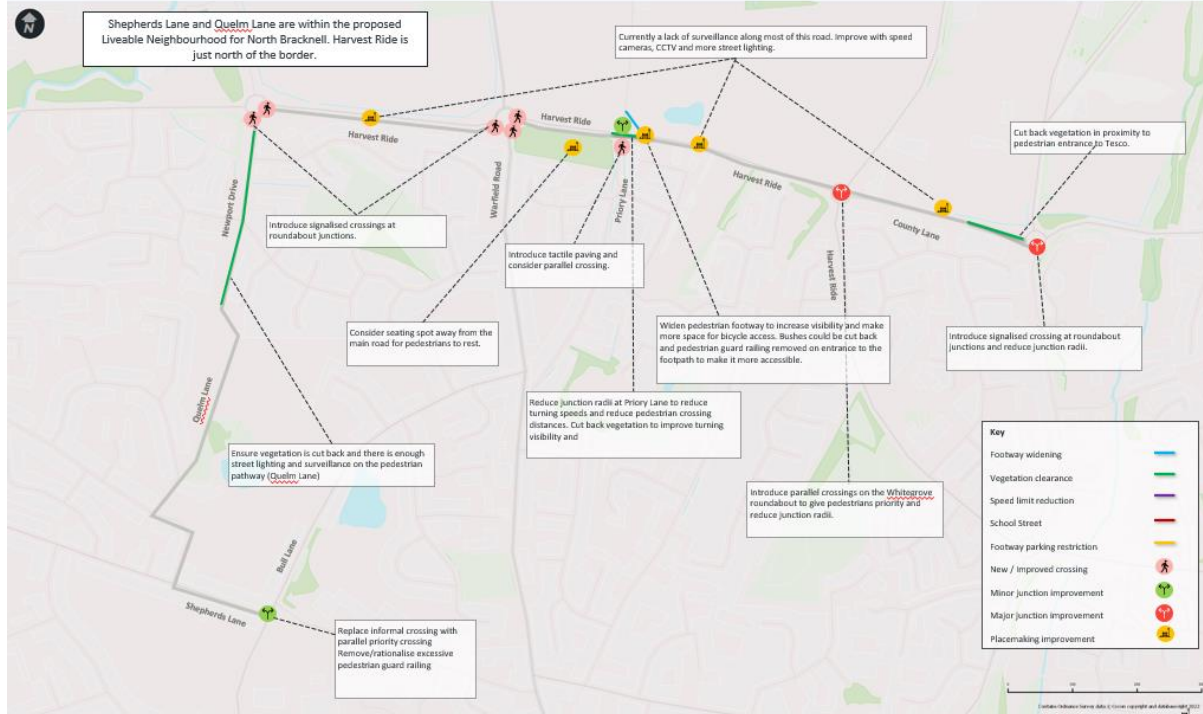 N
Shepherds Lane and Quelm Lane are within the proposed
Liveable Neighbourhood for North Bracknell. Harvest Ride is
just north of the border.
Currently a lack of surveillance along most of this road. Improve with speed
cameras, CCTV and more street lighting.
Cut back vegetation in proximity to
pedestrian entrance to Tesco.
Harvest Ride
Harvest Ride
Harvest Ride
Newport Drive
Warfield Road
Priory Lane
County Lane
Harvest Ride
Introduce signalised crossings at
roundabout junctions.
Introduce tactile paving and
consider parallel crossing.
Consider seating spot away from the
main road for pedestrians to rest.
Widen pedestrian footway to increase visibility and make
more space for bicycle access. Bushes could be cut back
and pedestrian guard railing removed on entrance to the
footpath to make it more accessible.
Introduce signalised crossing at roundabout
junctions and reduce junction radii.
Quelm Lane
Reduce junction radii at Priory Lane to reduce
turning speeds and reduce pedestrian crossing
distances. Cut back vegetation to improve turning
visibility and
Ensure vegetation is cut back and there is enough
street lighting and surveillance on the pedestrian
pathway (Quelm Lane)
Introduce parallel crossings on the Whitegrove
roundabout to give pedestrians priority and
reduce junction radii.
Bull Lane
Shepherds Lane
Replace informal crossing with
parallel priority crossing
Remove/rationalise excessive
pedestrian guard railing
Key
Footway widening
Vegetation clearance
Speed limit reduction
School Street
Footway parking restriction
New / Improved crossing
Minor junction improvement
Major junction improvement
Placemaking improvement
Contains Ordnance Survey data © Crown copyright and database right